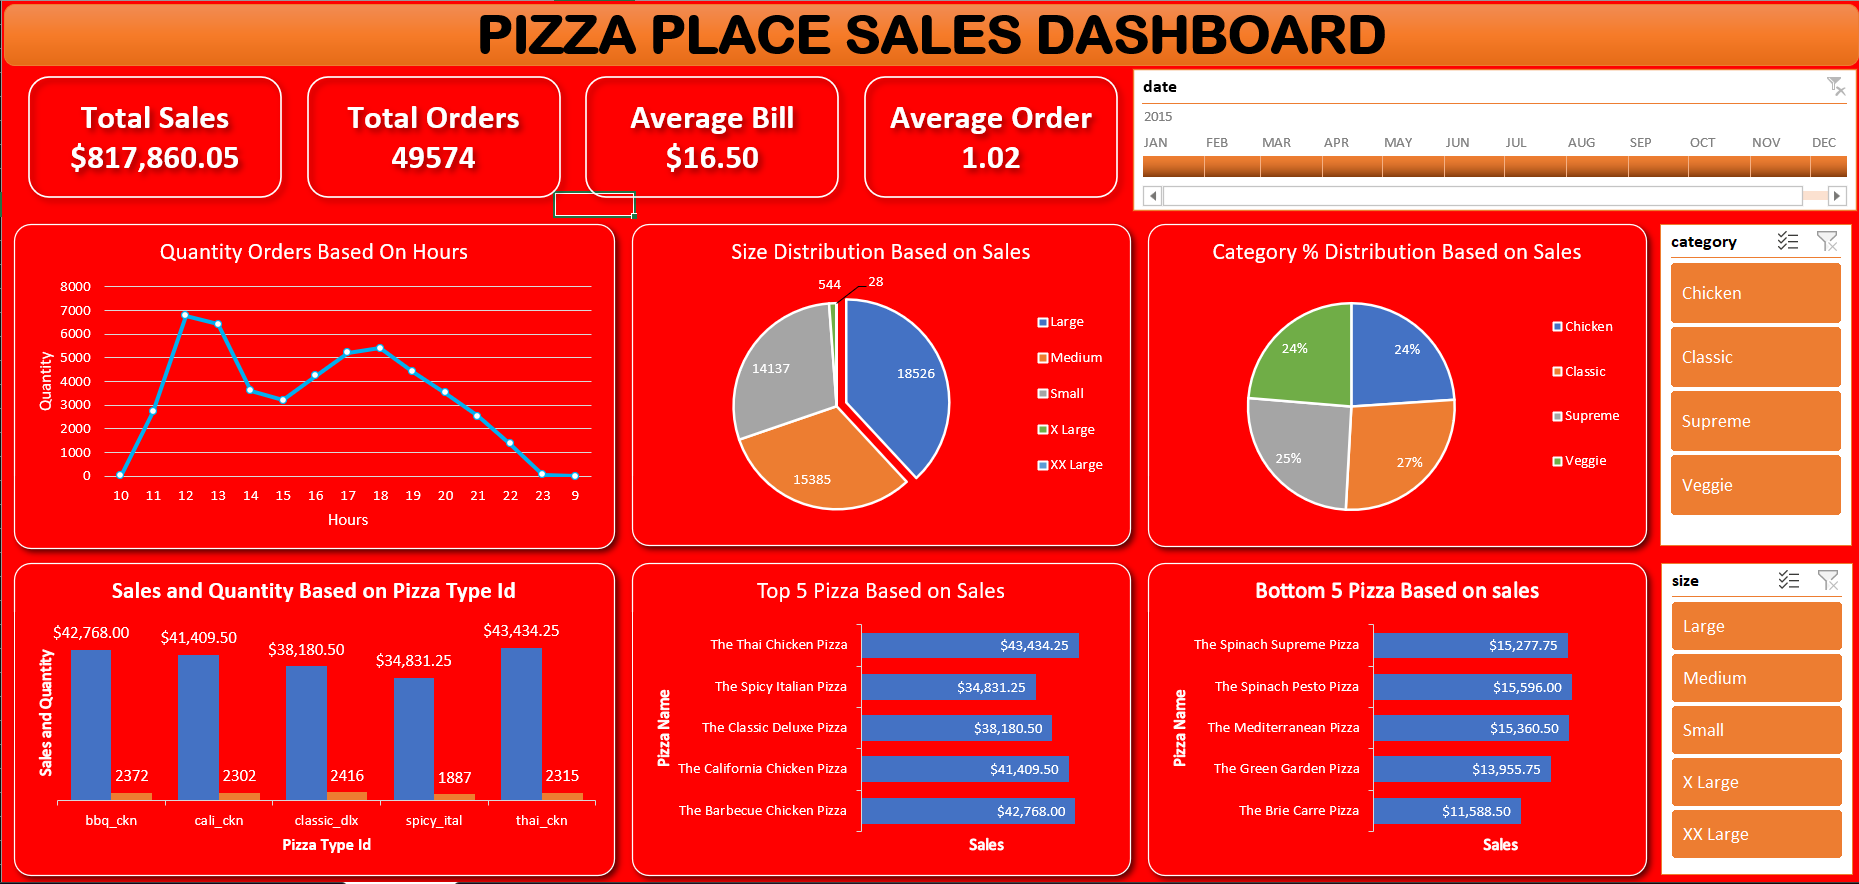 PIZZA PLACE SALES DASHBOARD
Total Sales
$817,860.05
Total Orders
49574
Average Bill
$16.50
Average Order
1.02
date
2015
JAN FEB MAR APR MAY JUN JUL AUG SEP OCT NOV DEC
Quantity Orders Based On Hours
8000
7000
6000
5000
4000
3000
2000
1000
0
Quantity
10 11 12 13 14 15 16 17 18 19 20 21 22 23 9
Hours
Size Distribution Based on Sales
544
28
14137
18526
15385
Large
Medium
Small
X Large
XX Large
Category % Distribution Based on Sales
24%
24%
25%
27%
Chicken
Classic
Supreme
Veggie
category
Chicken
Classic
Supreme
Veggie
Sales and Quantity Based on Pizza Type Id
Sales and Quantity
$42,768.00
$41,409.50
$38,180.50
$34,831.25
$43,434.25
2372
2302
2416
1887
2315
bbq_ckn cali_ckn classic_dlx spicy_ital thai_ckn
Pizza Type Id
Top 5 Pizza Based on Sales
Pizza Name
The Thai Chicken Pizza $43,434.25
The Spicy Italian Pizza $34,831.25
The Classic Deluxe Pizza $38,180.50
The California Chicken Pizza $41,409.50
The Barbecue Chicken Pizza $42,768.00
Sales
Bottom 5 Pizza Based on sales
Pizza Name
The Spinach Supreme Pizza $15,277.75
The Spinach Pesto Pizza $15,596.00
The Mediterranean Pizza $15,360.50
The Green Garden Pizza $13,955.75
The Brie Carre Pizza $11,588.50
Sales
size
Large
Medium
Small
X Large
XX Large